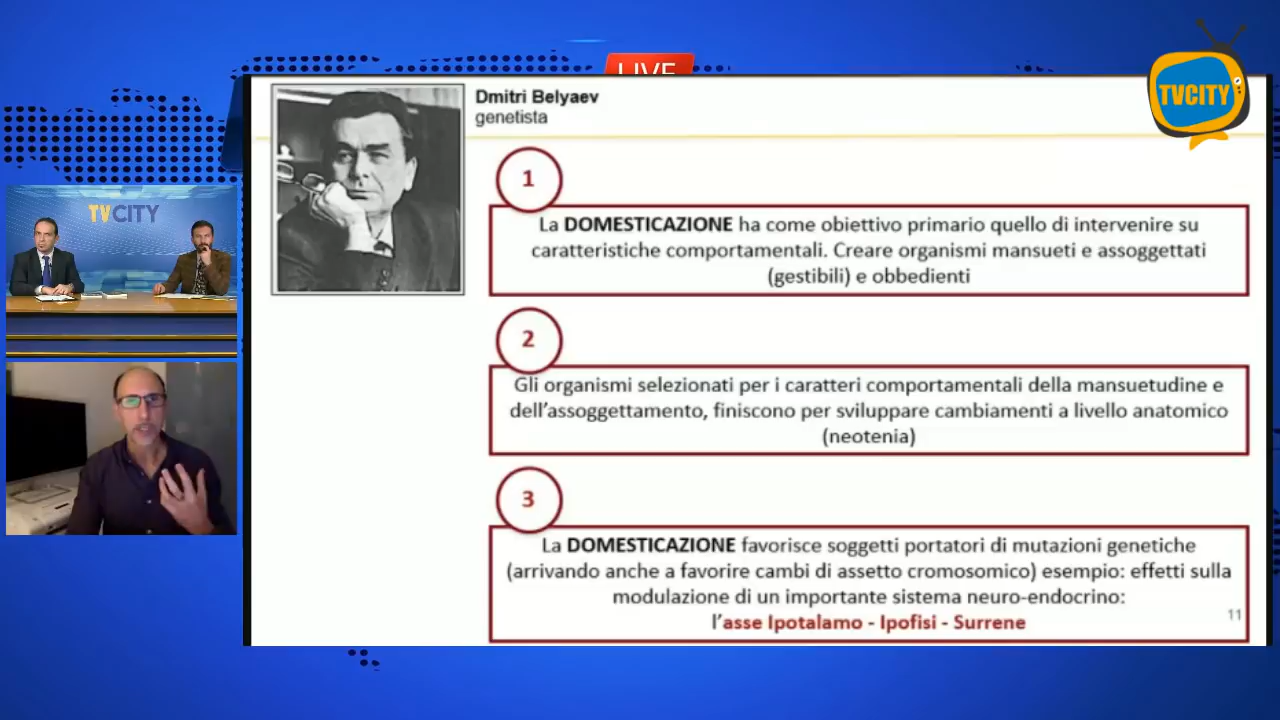 LIVE
TVCITY
Dmitri Belyaev
genetista
1
La DOMESTICAZIONE ha come obiettivo primario quello di intervenire su
caratteristiche comportamentali. Creare organismi mansueti e assoggettati
(gestibili) e obbedienti
TVCITY
2
Gli organismi selezionati per i caratteri comportamentali della mansuetudine e
dell'assoggettamento, finiscono per sviluppare cambiamenti a livello anatomico
(neotenia)
3
La DOMESTICAZIONE favorisce soggetti portatori di mutazioni genetiche
(arrivando anche a favorire cambi di assetto cromosomico) esempio: effetti sulla
modulazione di un importante sistema neuro-endocrino:
l'asse Ipotalamo - Ipofisi - Surrene
11